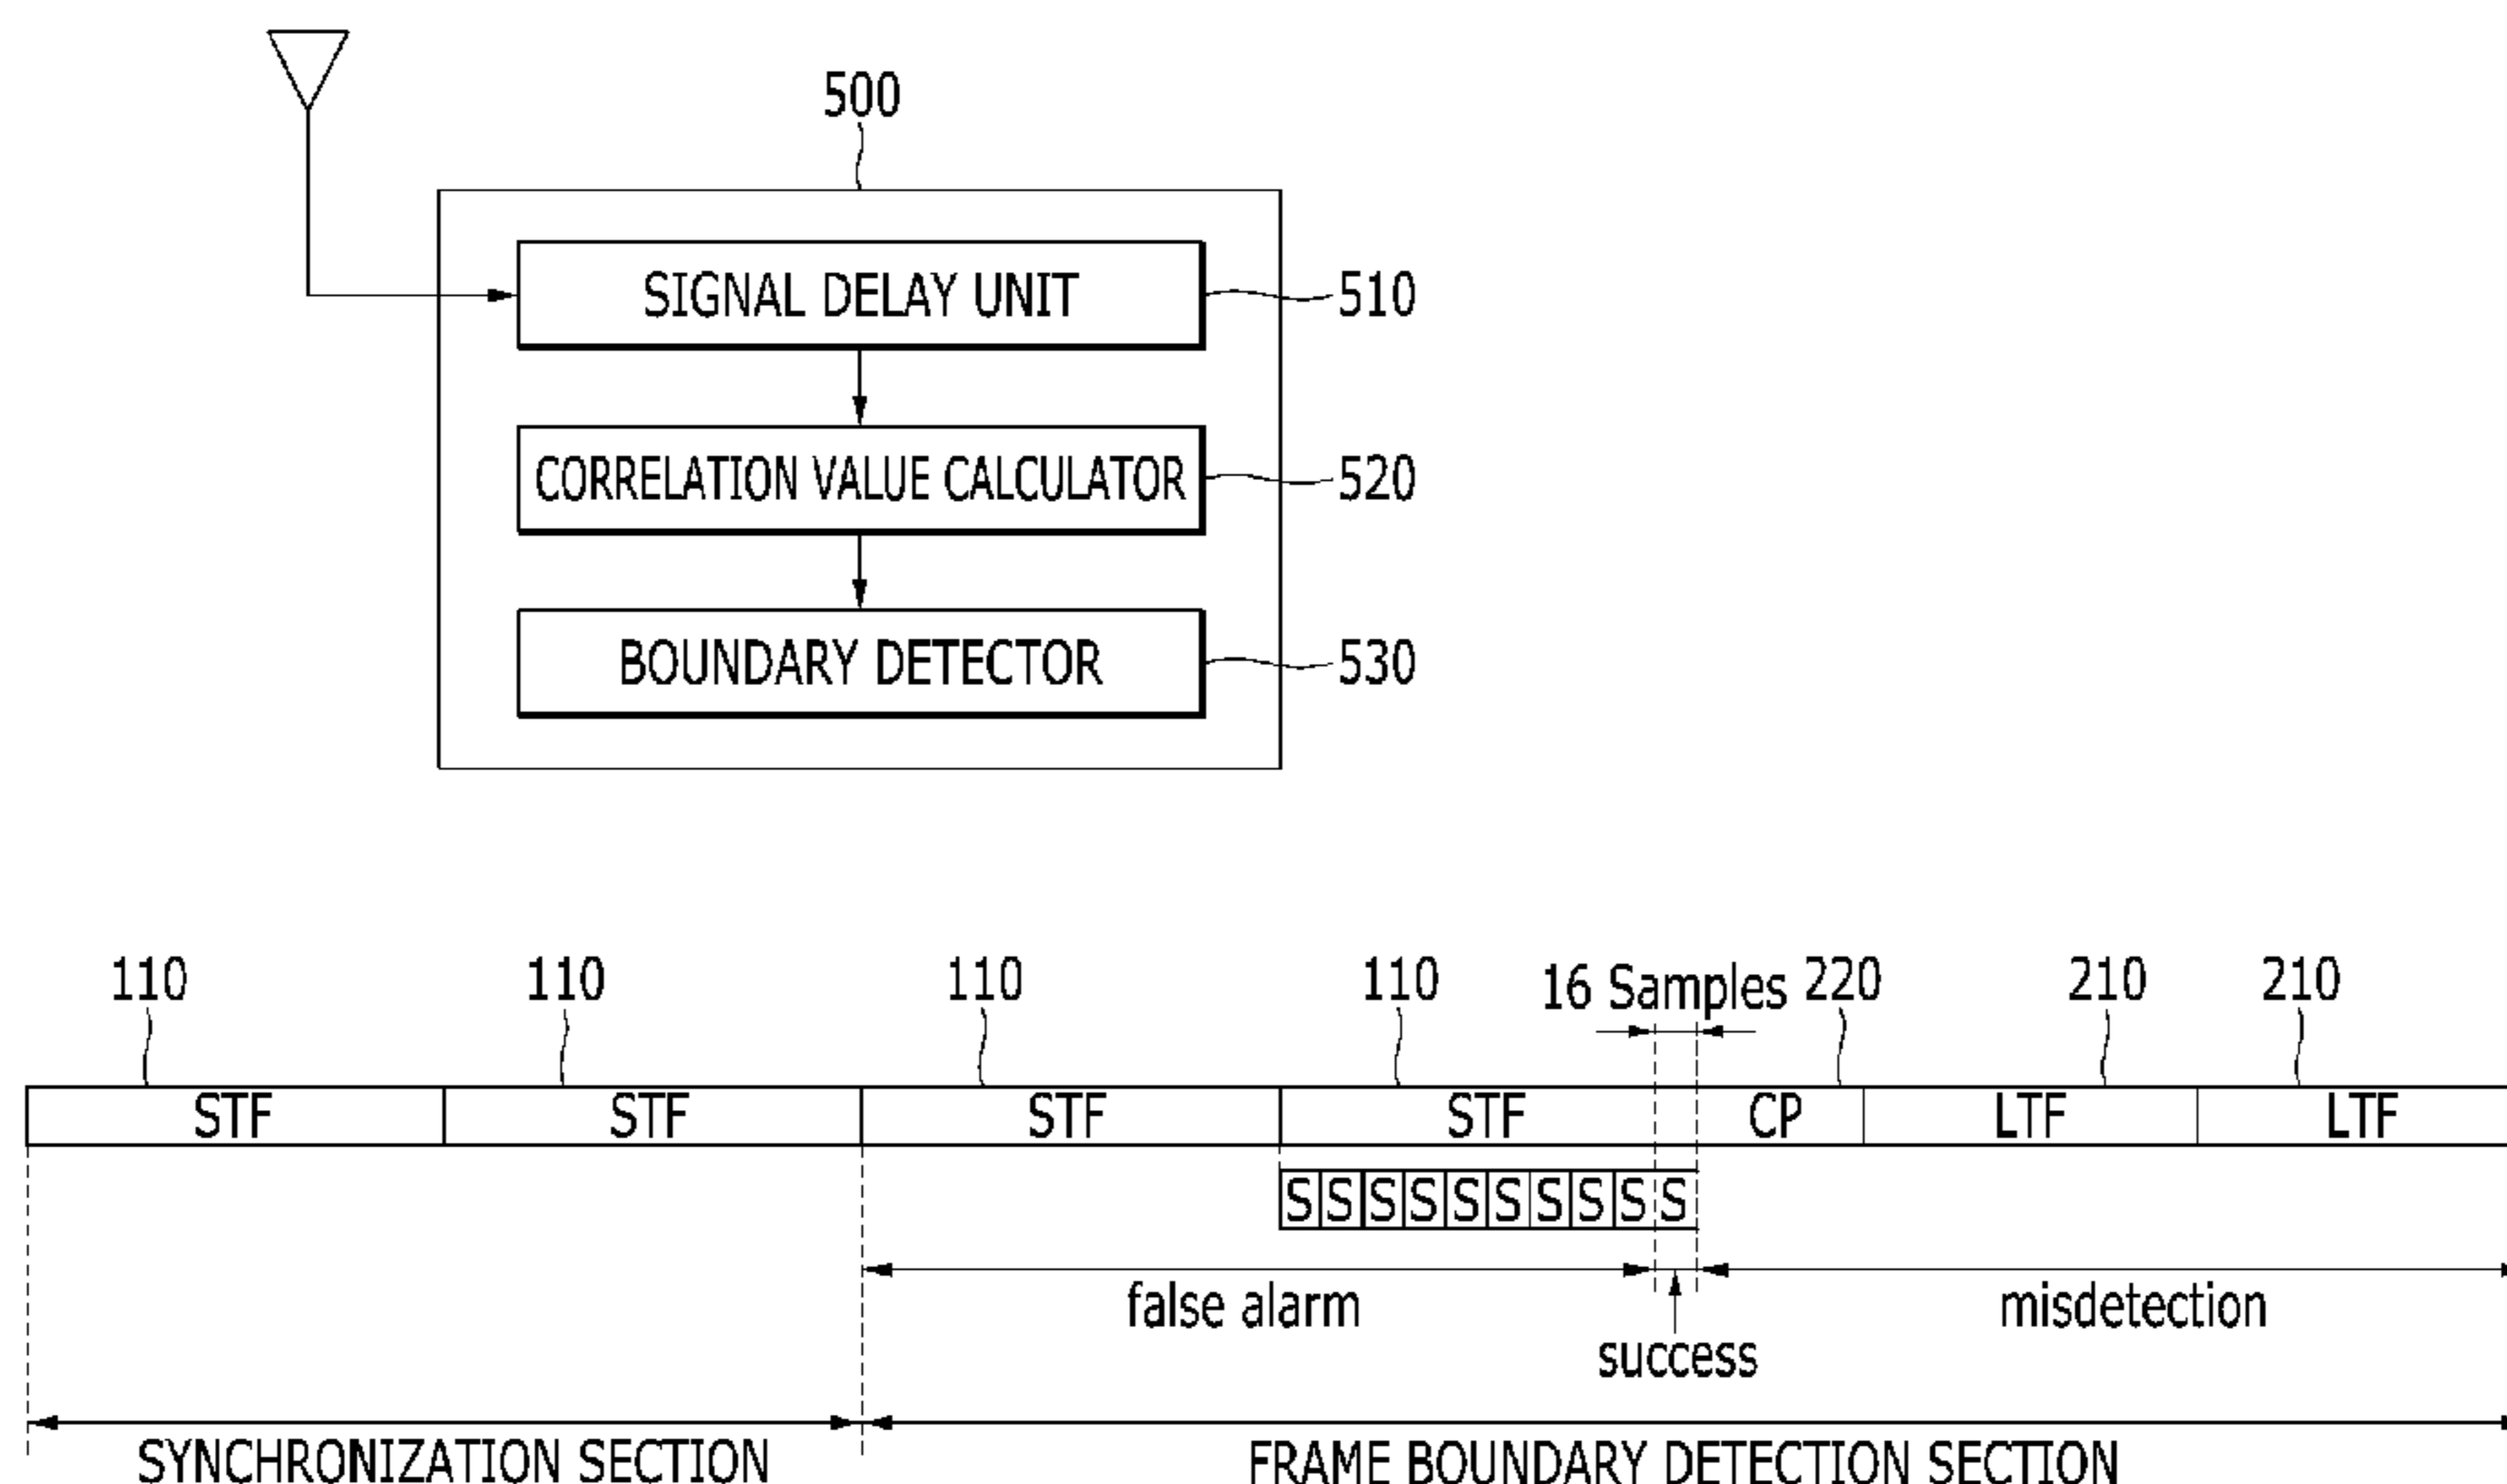 500
SIGNAL DELAY UNIT
510
CORRELATION VALUE CALCULATOR
520
BOUNDARY DETECTOR
530
110 110 110 110 16 Samples 220 210 210
STF STF STF STF CP LTF LTF
S S S S S S S S S S
false alarm misdetection
success
SYNCHRONIZATION SECTION FRAME BOUNDARY DETECTION SECTION